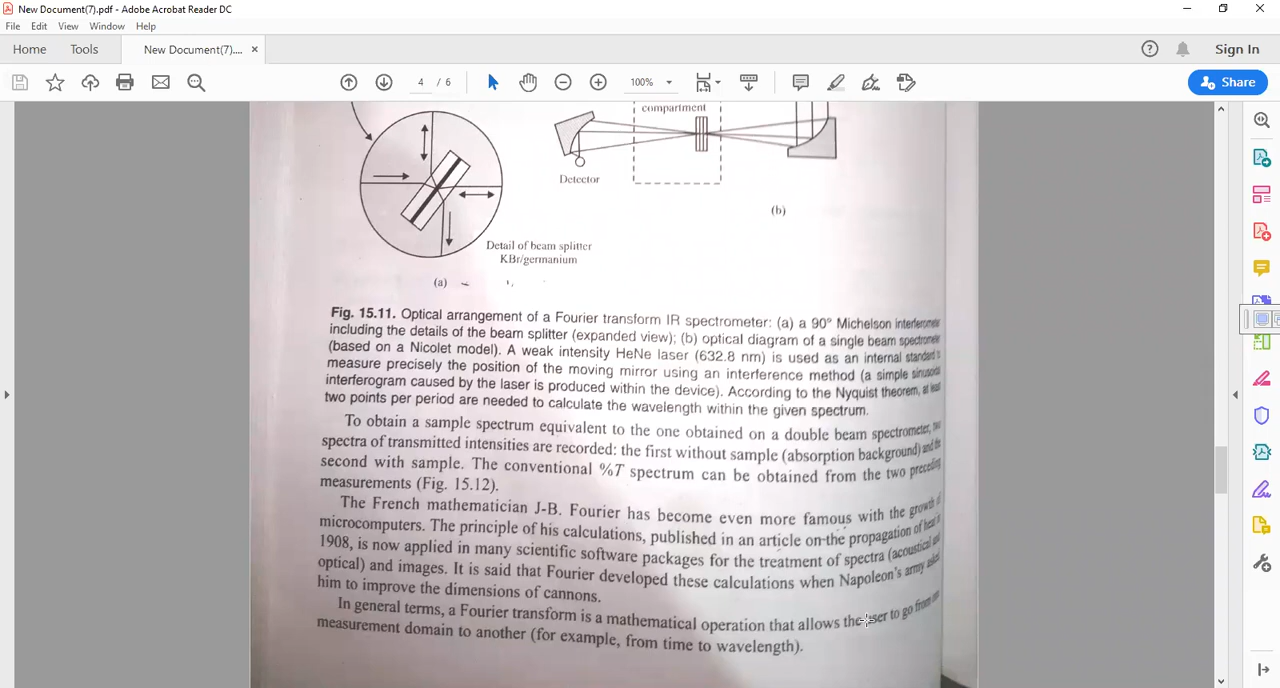 New Document(7).pdf - Adobe Acrobat Reader DC
File Edit View Window Help
Home Tools New Document(7).... × Sign In
4 / 6 100% Share
compartment
Detector
(b)
Detail of beam splitter
KBr/germanium
(a)
Fig. 15.11. Optical arrangement of a Fourier transform IR spectrometer: (a) a 90° Michelson interferometer
including the details of the beam splitter (expanded view); (b) optical diagram of a single beam spectrometer
(based on a Nicolet model). A weak intensity HeNe laser (632.8 nm) is used as an internal standard to
measure precisely the position of the moving mirror using an interference method (a simple sinusoidal
interferogram caused by the laser is produced within the device). According to the Nyquist theorem, at least
two points per period are needed to calculate the wavelength within the given spectrum.
To obtain a sample spectrum equivalent to the one obtained on a double beam spectrometer, two
spectra of transmitted intensities are recorded: the first without sample (absorption background) and the
second with sample. The conventional %T spectrum can be obtained from the two preceding
measurements (Fig. 15.12).
The French mathematician J-B. Fourier has become even more famous with the growth of
microcomputers. The principle of his calculations, published in an article on the propagation of heat in
1908, is now applied in many scientific software packages for the treatment of spectra (acoustical and
optical) and images. It is said that Fourier developed these calculations when Napoleon's army asked
him to improve the dimensions of cannons.
In general terms, a Fourier transform is a mathematical operation that allows the user to go from one
measurement domain to another (for example, from time to wavelength).